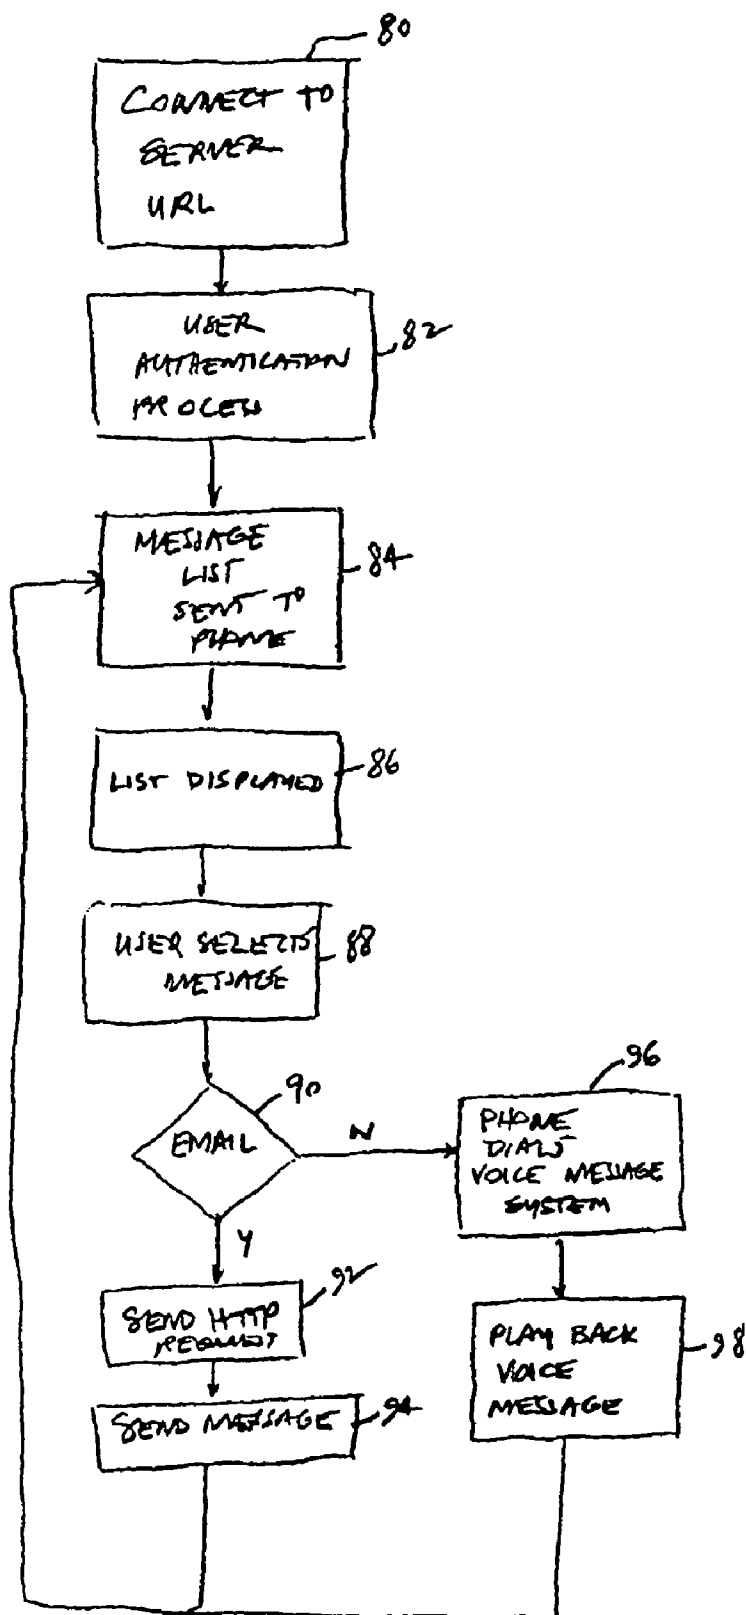 80
CONNECT TO
SERVER
URL
USER
AUTHENTICATION
PROCESS
82
MESSAGE
LIST
SENT TO
PHONE
84
LIST DISPLAYED
86
USER SELECTS
MESSAGE
88
90
EMAIL
N
Y
96
PHONE
DIALS
VOICE MESSAGE
SYSTEM
92
SEND HTTP
REQUEST
SEND MESSAGE
94
PLAY BACK
VOICE
MESSAGE
98